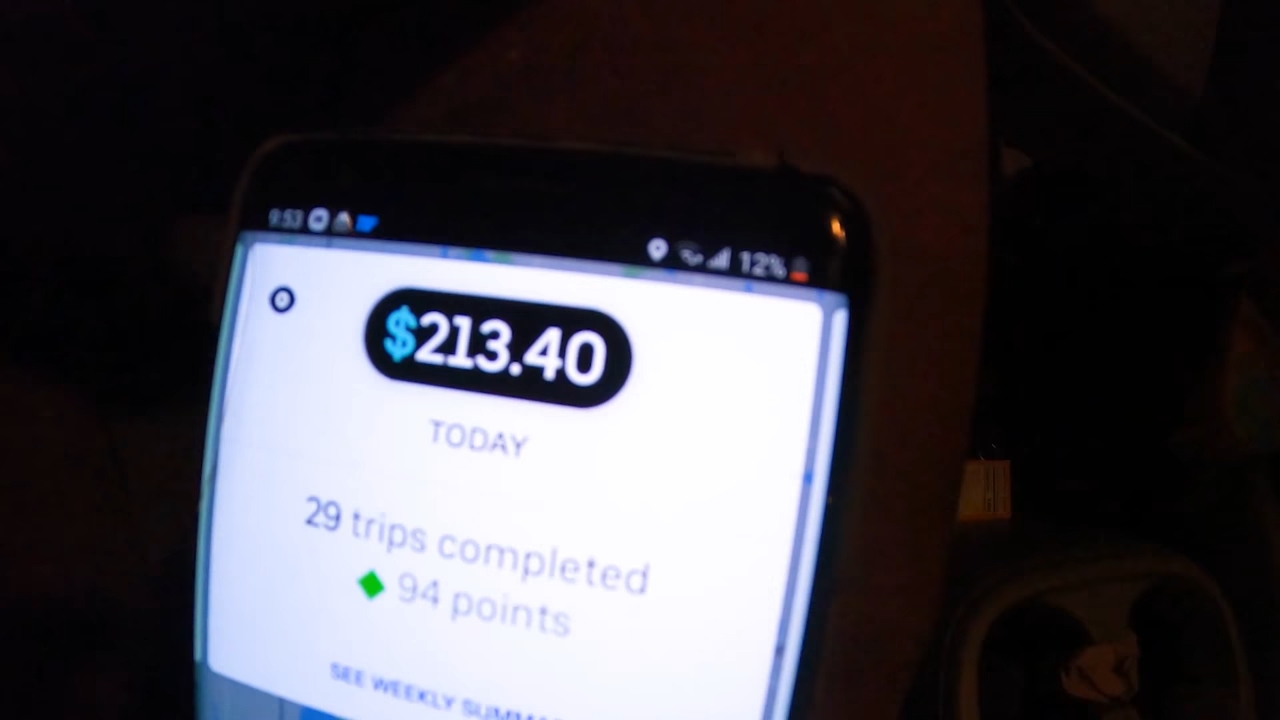 9:53 12%
$213.40
TODAY
29 trips completed
94 points
SEE WEEKLY